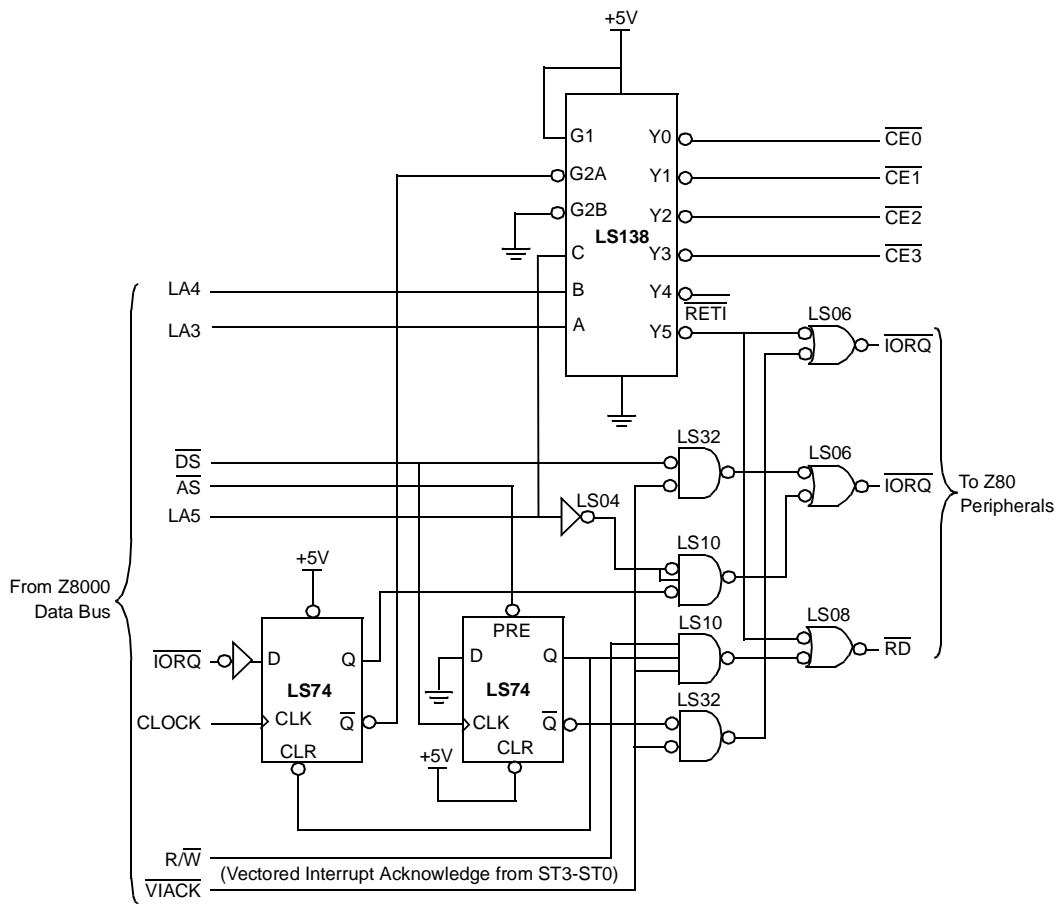 +5V
G1
G2A
G2B
LS138
C
B
A
Y0
Y1
Y2
Y3
Y4
Y5
CE0
CE1
CE2
CE3
RETI
LA4
LA3
LS06
IORQ
DS
AS
LA5
LS04
LS32
LS06
IORQ
To Z80
Peripherals
LS10
LS10
LS08
RD
LS32
From Z8000
Data Bus
+5V
IORQ
CLOCK
D
Q
LS74
CLK
Q
CLR
PRE
D
Q
LS74
CLK
Q
CLR
+5V
R/W
(Vectored Interrupt Acknowledge from ST3-ST0)
VIACK